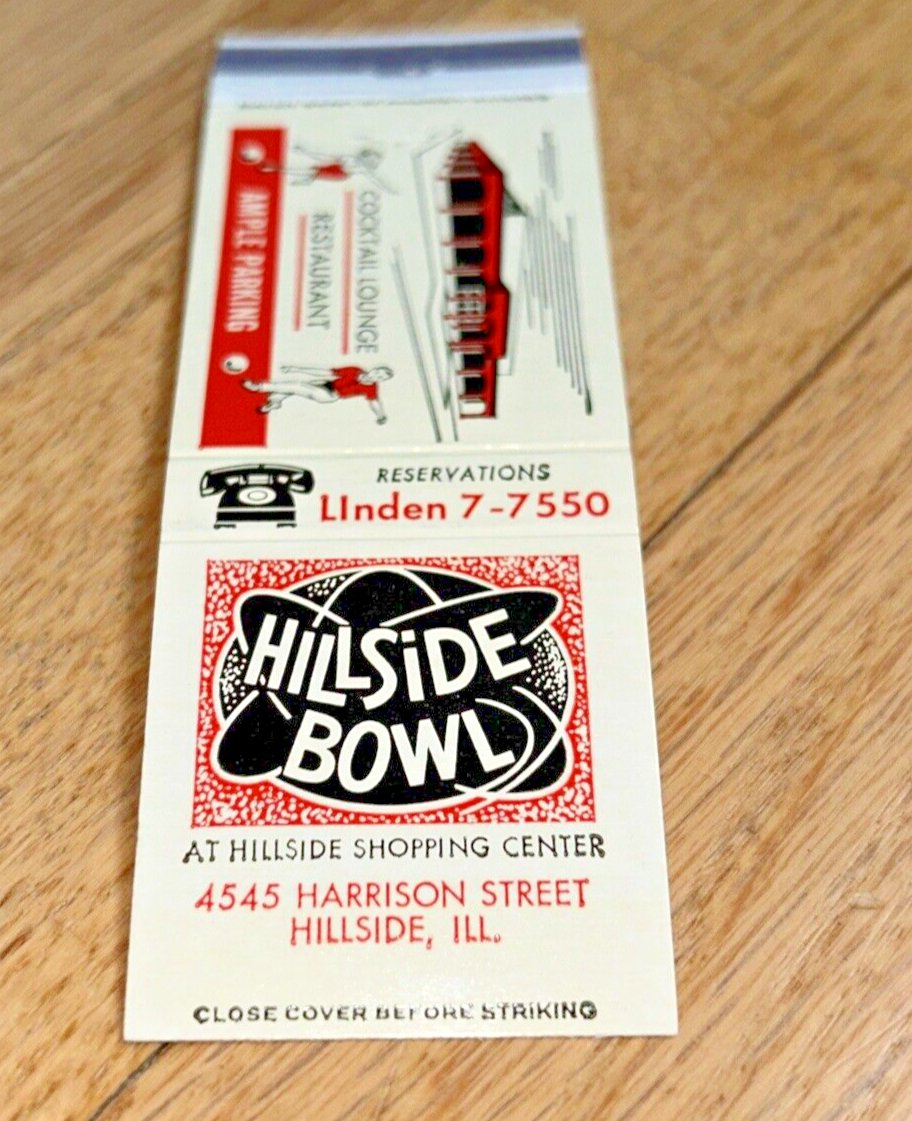 COCKTAIL LOUNGE
RESTAURANT
AMPLE PARKING
RESERVATIONS
LInden 7-7550
HILLSiDE
BOWL
AT HILLSIDE SHOPPING CENTER
4545 HARRISON STREET
HILLSIDE, ILL.
CLOSE COVER BEFORE STRIKING